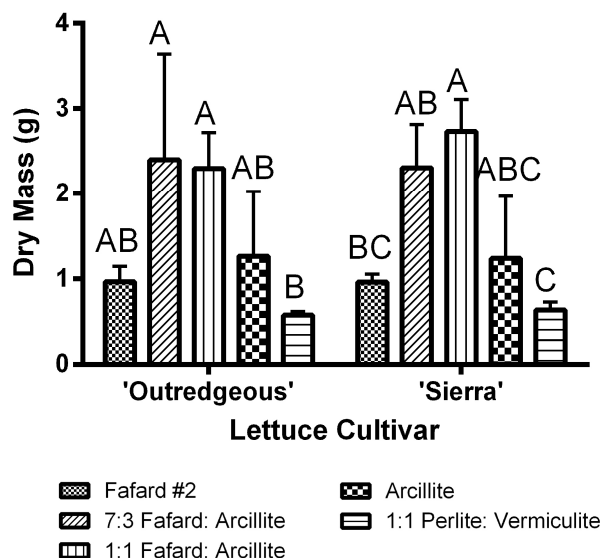 4
3
2
1
0
Dry Mass (g)
AB
A
A
AB
B
BC
AB
A
ABC
C
'Outredgeous'
'Sierra'
Lettuce Cultivar
Fafard #2
7:3 Fafard: Arcillite
1:1 Fafard: Arcillite
Arcillite
1:1 Perlite: Vermiculite